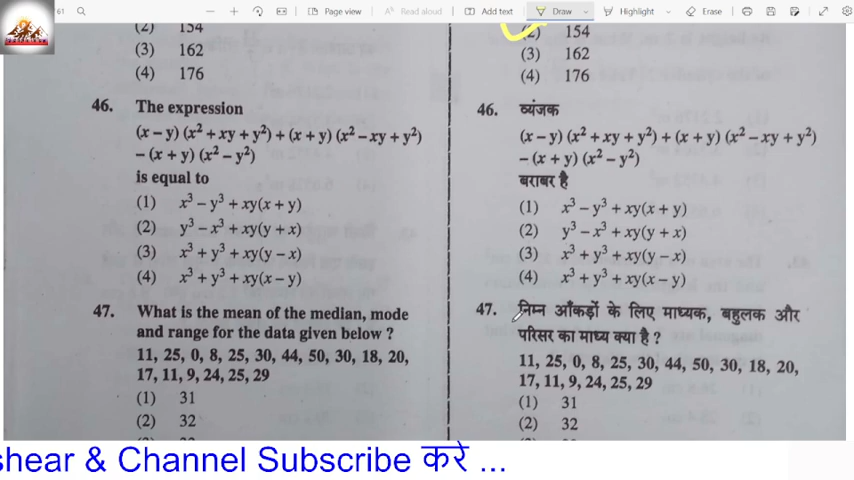 61
Page view
Read aloud
Add text
Draw
Highlight
Erase
(2) 154
(3) 162
(4) 176
46. The expression
(x – y) (x² + xy + y²) + (x + y) (x² – xy + y²)
– (x + y) (x² – y²)
is equal to
(1) x³ – y³ + xy(x + y)
(2) y³ – x³ + xy(y + x)
(3) x³ + y³ + xy(y – x)
(4) x³ + y³ + xy(x – y)
47. What is the mean of the median, mode
and range for the data given below ?
11, 25, 0, 8, 25, 30, 44, 50, 30, 18, 20,
17, 11, 9, 24, 25, 29
(1) 31
(2) 32
(2) 154
(3) 162
(4) 176
46. व्यंजक
(x – y) (x² + xy + y²) + (x + y) (x² – xy + y²)
– (x + y) (x² – y²)
बराबर है
(1) x³ – y³ + xy(x + y)
(2) y³ – x³ + xy(y + x)
(3) x³ + y³ + xy(y – x)
(4) x³ + y³ + xy(x – y)
47. निम्न आँकड़ों के लिए माध्यक, बहुलक और
परिसर का माध्य क्या है ?
11, 25, 0, 8, 25, 30, 44, 50, 30, 18, 20,
17, 11, 9, 24, 25, 29
(1) 31
(2) 32
shear & Channel Subscribe करे ...